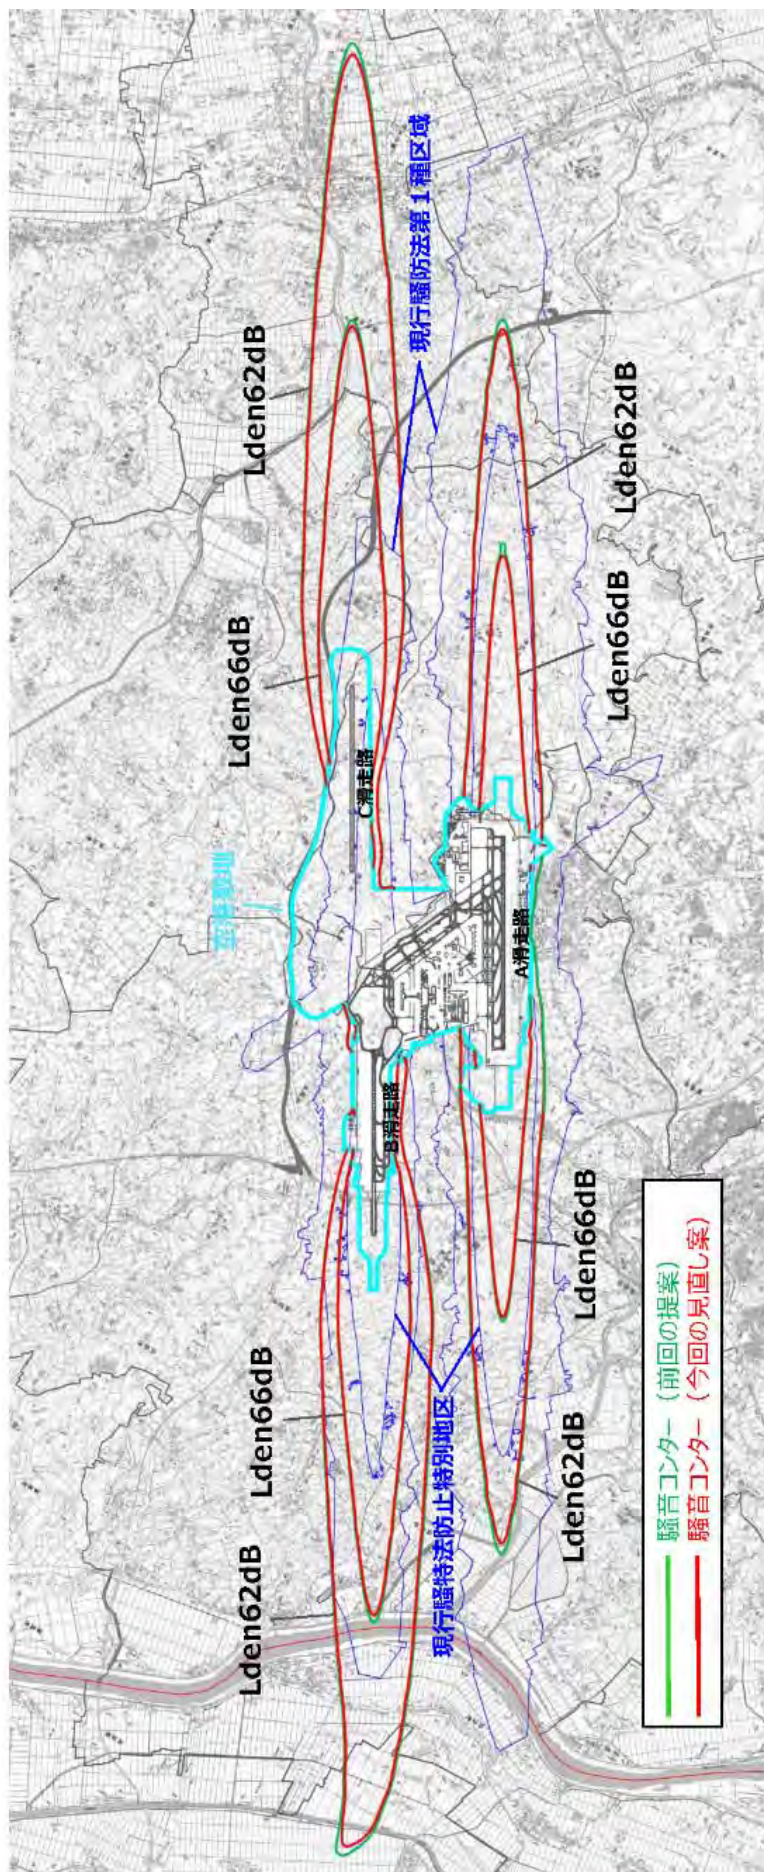 Lden62dB
現行騒防法第１種区域
Lden66dB
Lden62dB
Lden66dB
空港敷地
C滑走路
A滑走路
B滑走路
Lden66dB
Lden62dB
現行騒特法防止特別地区
Lden66dB
Lden62dB
騒音コンター（前回の提案）
騒音コンター（今回の見直し案）